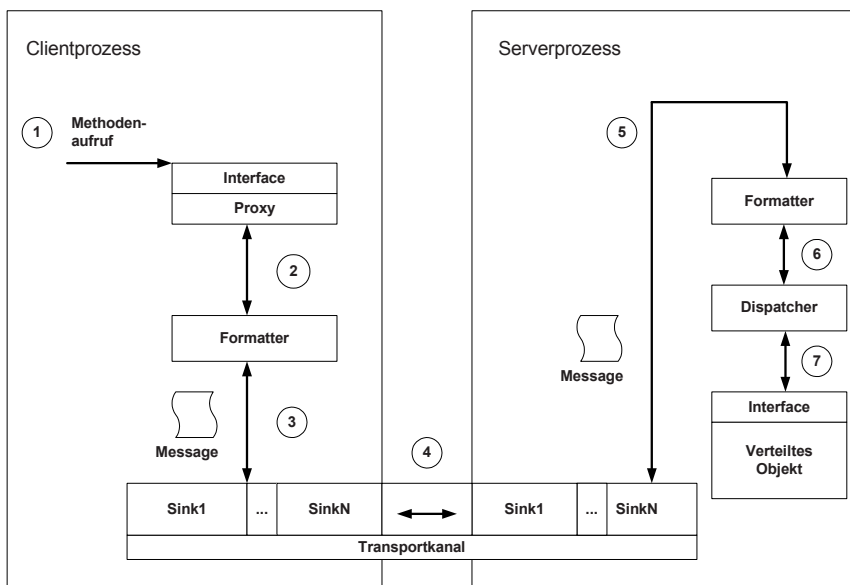 Clientprozess
1
Methoden-
aufruf
Interface
Proxy
2
Formatter
3
Message
Serverprozess
5
Formatter
6
Dispatcher
7
Message
Interface
Verteiltes
Objekt
4
Sink1 ... SinkN
Sink1 ... SinkN
Transportkanal